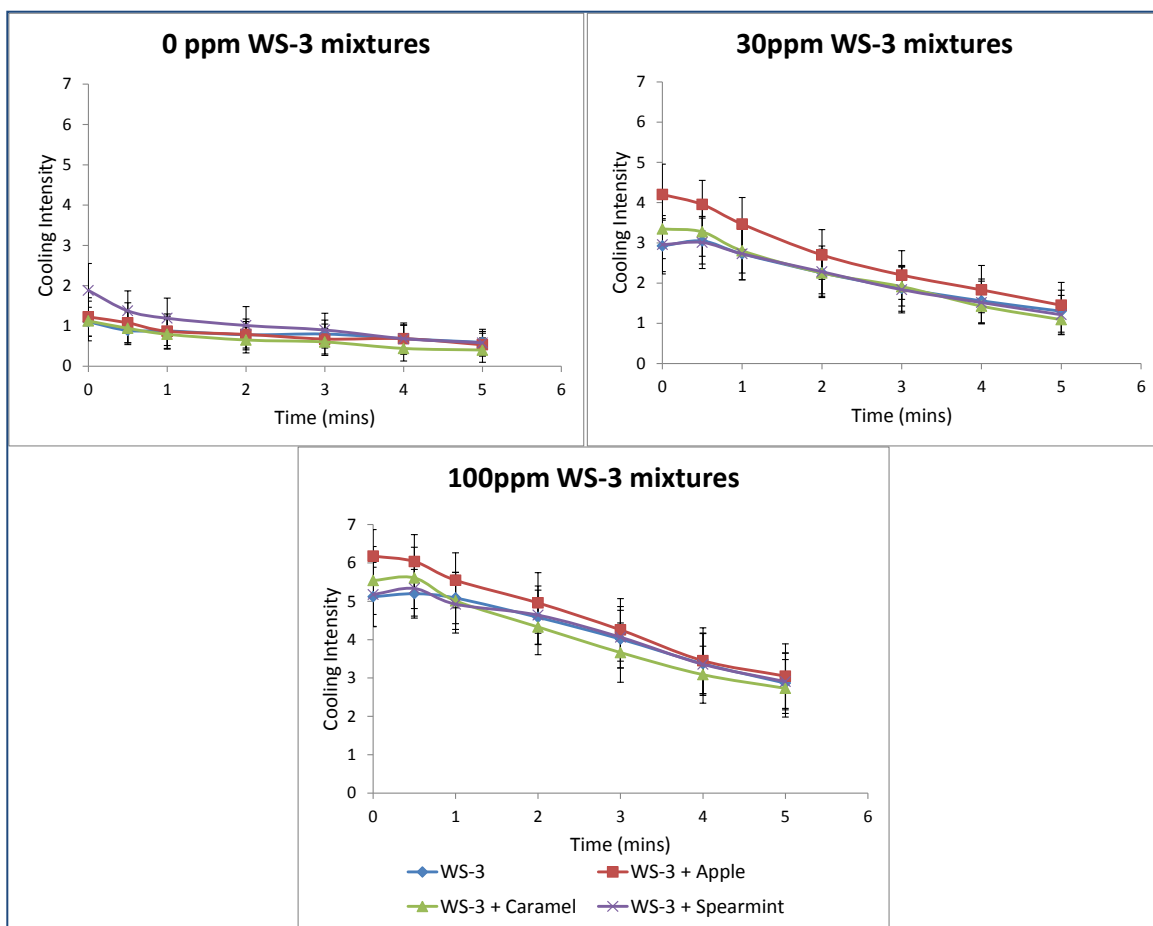 0 ppm WS-3 mixtures
7
6
5
4
3
2
1
0
Cooling Intensity
0 1 2 3 4 5 6
Time (mins)
30ppm WS-3 mixtures
7
6
5
4
3
2
1
0
Cooling Intensity
0 1 2 3 4 5 6
Time (mins)
100ppm WS-3 mixtures
7
6
5
4
3
2
1
0
Cooling Intensity
0 1 2 3 4 5 6
Time (mins)
WS-3 WS-3 + Apple
WS-3 + Caramel WS-3 + Spearmint